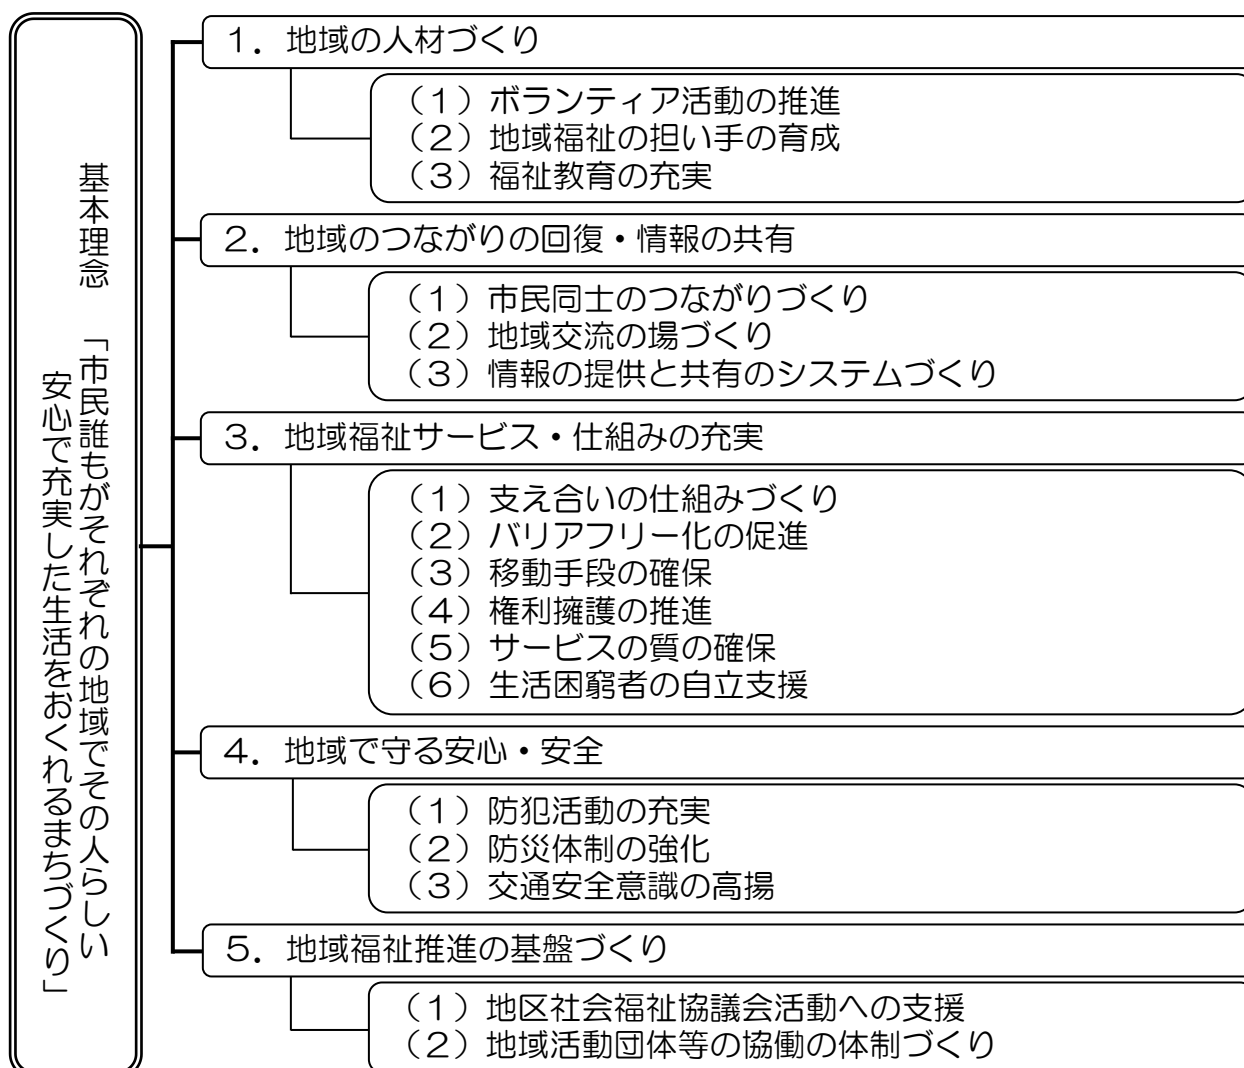 基本理念 「市民誰もがそれぞれの地域でその人らしい
安心で充実した生活をおくれるまちづくり」
1．地域の人材づくり
（1）ボランティア活動の推進
（2）地域福祉の担い手の育成
（3）福祉教育の充実
2．地域のつながりの回復・情報の共有
（1）市民同士のつながりづくり
（2）地域交流の場づくり
（3）情報の提供と共有のシステムづくり
3．地域福祉サービス・仕組みの充実
（1）支え合いの仕組みづくり
（2）バリアフリー化の促進
（3）移動手段の確保
（4）権利擁護の推進
（5）サービスの質の確保
（6）生活困窮者の自立支援
4．地域で守る安心・安全
（1）防犯活動の充実
（2）防災体制の強化
（3）交通安全意識の高揚
5．地域福祉推進の基盤づくり
（1）地区社会福祉協議会活動への支援
（2）地域活動団体等の協働の体制づくり